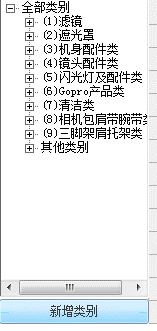 全部类别
(1)滤镜
(2)遮光罩
(3)机身配件类
(4)镜头配件类
(5)闪光灯及配件类
(6)Gopro产品类
(7)清洁类
(8)相机包肩带腕带类
(9)三脚架肩托架类
其他类别
新增类别